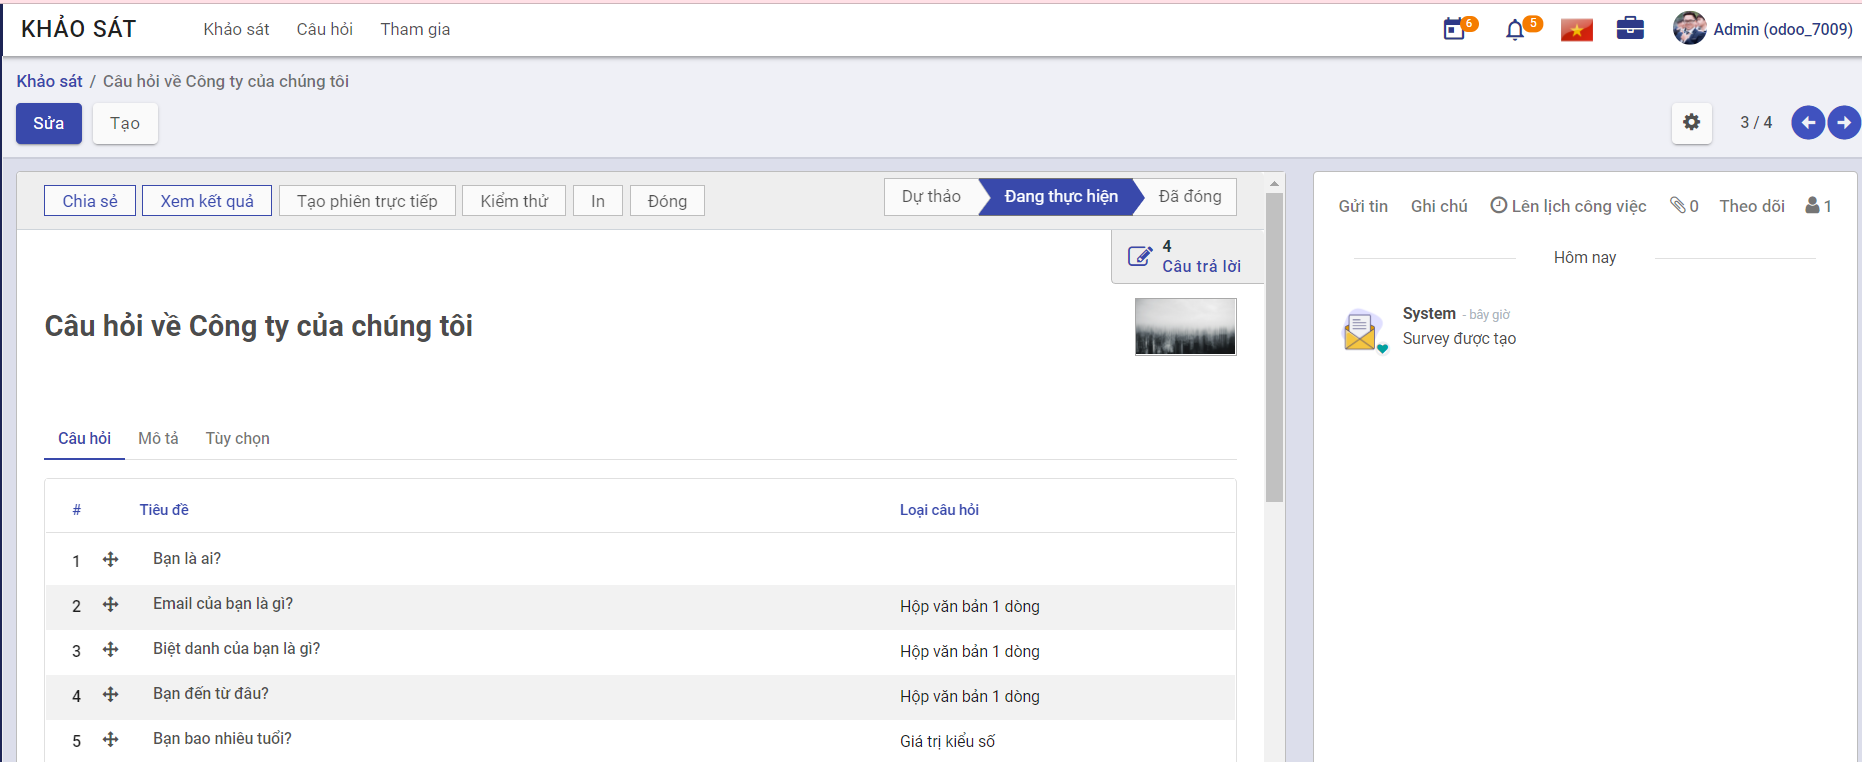 KHẢO SÁT Khảo sát Câu hỏi Tham gia 6 5 Admin (odoo_7009)
Khảo sát / Câu hỏi về Công ty của chúng tôi
Sửa Tạo 3 / 4
Chia sẻ Xem kết quả Tạo phiên trực tiếp Kiểm thử In Đóng Dự thảo Đang thực hiện Đã đóng
4
Câu trả lời
Câu hỏi về Công ty của chúng tôi
Câu hỏi Mô tả Tùy chọn
# Tiêu đề Loại câu hỏi
1 Bạn là ai?
2 Email của bạn là gì? Hộp văn bản 1 dòng
3 Biệt danh của bạn là gì? Hộp văn bản 1 dòng
4 Bạn đến từ đâu? Hộp văn bản 1 dòng
5 Bạn bao nhiêu tuổi? Giá trị kiểu số
Gửi tin Ghi chú Lên lịch công việc 0 Theo dõi 1
Hôm nay
System - bây giờ
Survey được tạo